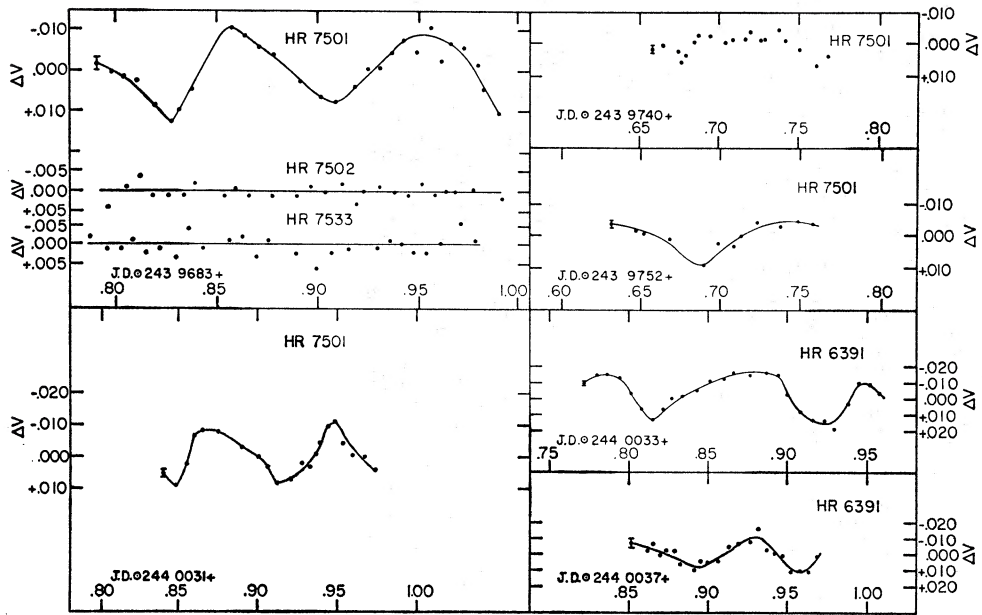 HR 7501
-.010
.000
+.010
ΔV
HR 7502
-.005
.000
+.005
ΔV
HR 7533
-.005
.000
+.005
ΔV
J.D.⊙ 243 9683+
.80 .85 .90 .95 1.00
HR 7501
-.020
-.010
.000
+.010
ΔV
J.D.⊙ 244 0031+
.80 .85 .90 .95 1.00
HR 7501
-.010
.000
+.010
ΔV
J.D.⊙ 243 9740+
.65 .70 .75 .80
HR 7501
-.010
.000
+.010
ΔV
J.D.⊙ 243 9752+
.60 .65 .70 .75 .80
HR 6391
-.020
-.010
.000
+.010
+.020
ΔV
J.D.⊙ 244 0033+
.75 .80 .85 .90 .95
HR 6391
-.020
-.010
.000
+.010
+.020
ΔV
J.D.⊙ 244 0037+
.85 .90 .95 1.00